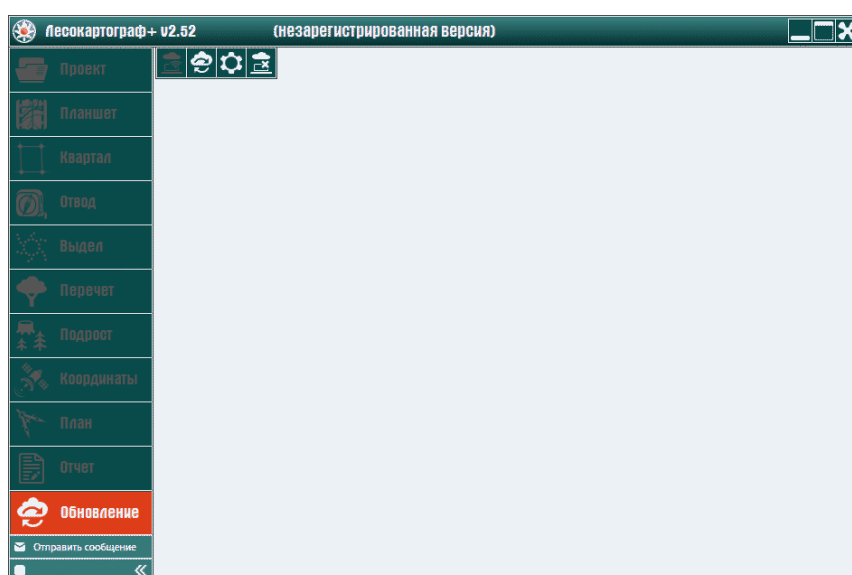 Лесокартограф+ v2.52 (незарегистрированная версия)
Проект
Планшет
Квартал
Отвод
Выдел
Перечет
Подрост
Координаты
План
Отчет
Обновление
Отправить сообщение